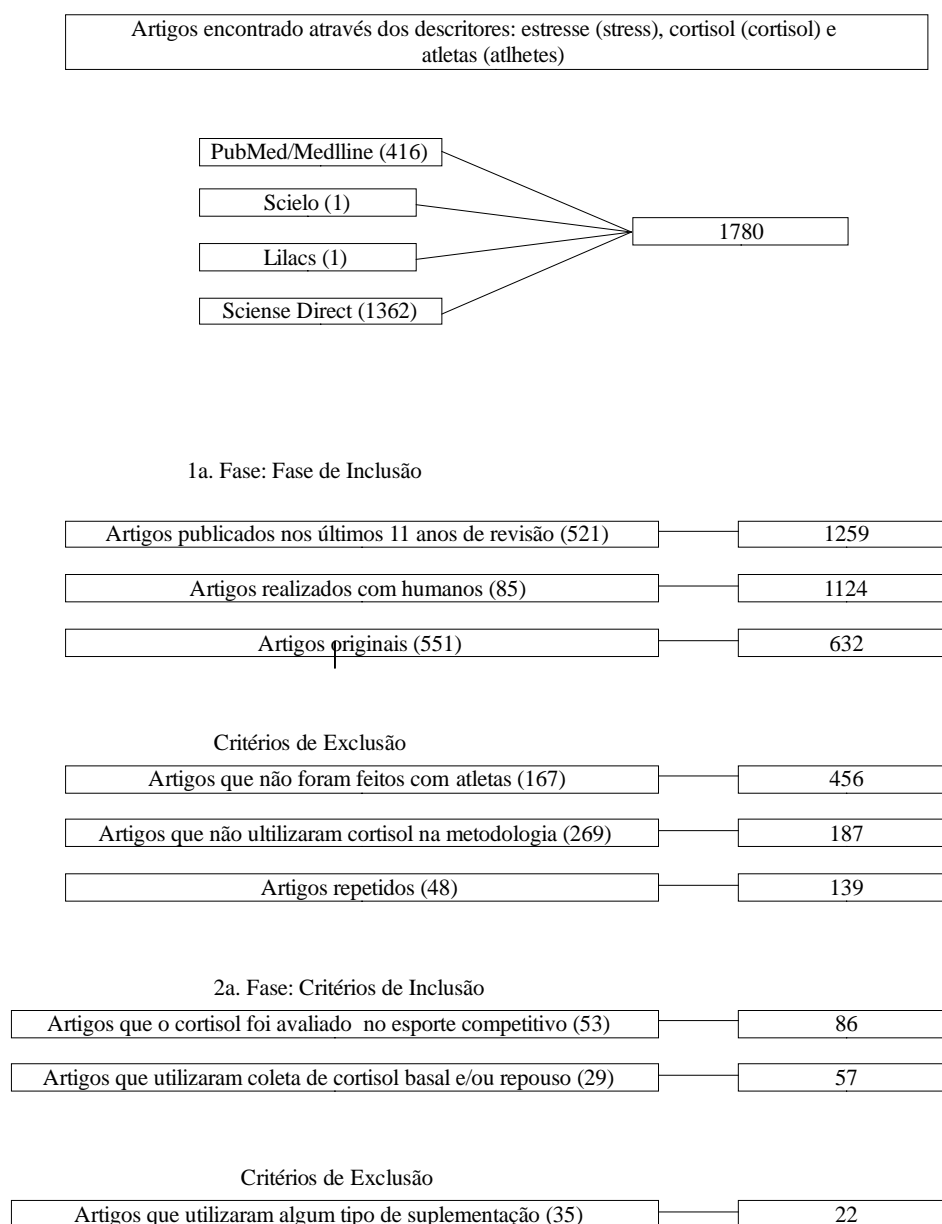 Artigos encontrado através dos descritores: estresse (stress), cortisol (cortisol) e
atletas (atlhetes)
PubMed/Medlline (416)
Scielo (1)
1780
Lilacs (1)
Sciense Direct (1362)
1a. Fase: Fase de Inclusão
Artigos publicados nos últimos 11 anos de revisão (521) 1259
Artigos realizados com humanos (85) 1124
Artigos originais (551) 632
Critérios de Exclusão
Artigos que não foram feitos com atletas (167) 456
Artigos que não ultilizaram cortisol na metodologia (269) 187
Artigos repetidos (48) 139
2a. Fase: Critérios de Inclusão
Artigos que o cortisol foi avaliado no esporte competitivo (53) 86
Artigos que utilizaram coleta de cortisol basal e/ou repouso (29) 57
Critérios de Exclusão
Artigos que utilizaram algum tipo de suplementação (35) 22